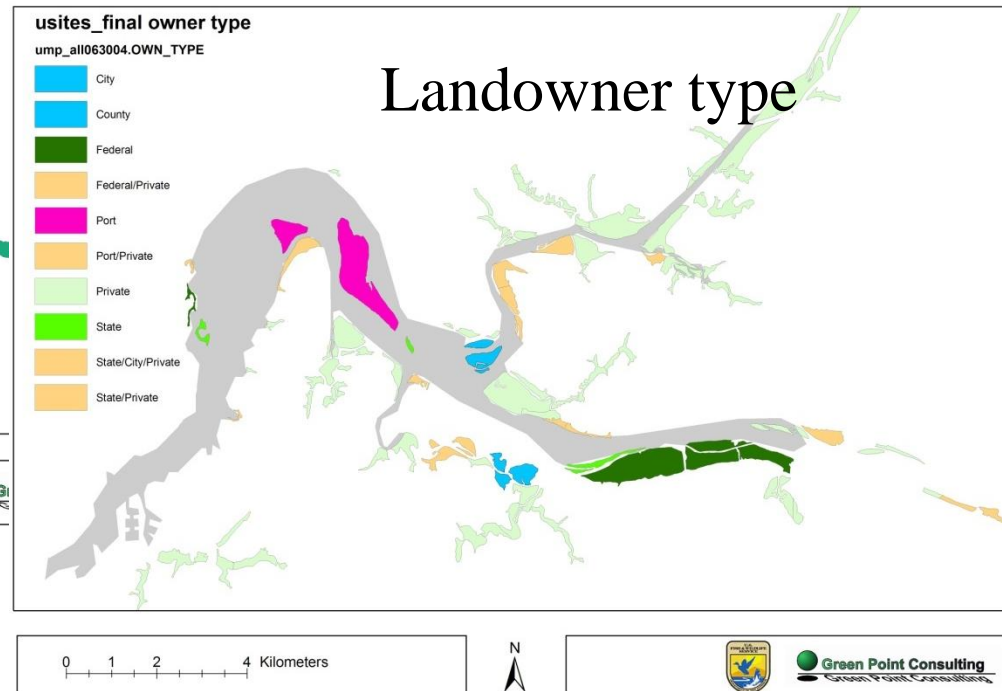 usites_final owner type
ump_all063004.OWN_TYPE
Landowner type
City
County
Federal
Federal/Private
Port
Port/Private
Private
State
State/City/Private
State/Private
0 1 2 4 Kilometers
N
Green Point Consulting